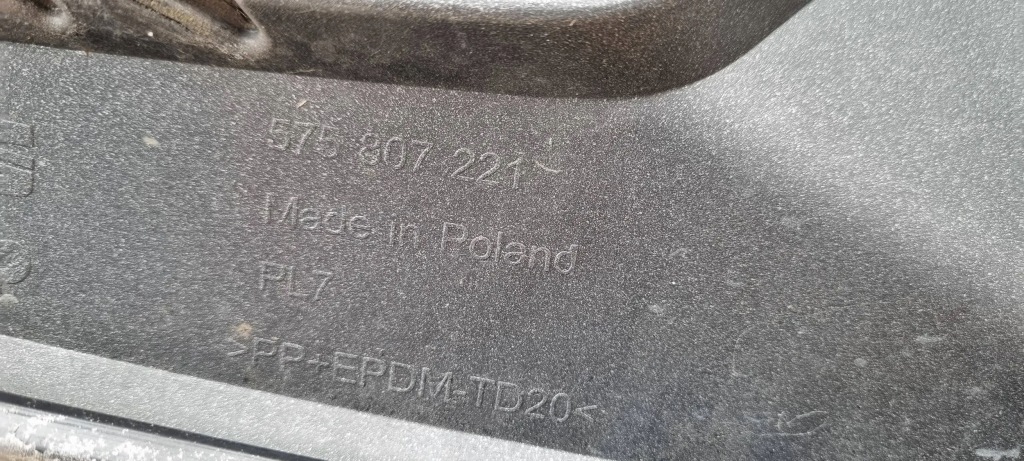 575 807 221
Made in Poland
PL7
>PP+EPDM-TD20<